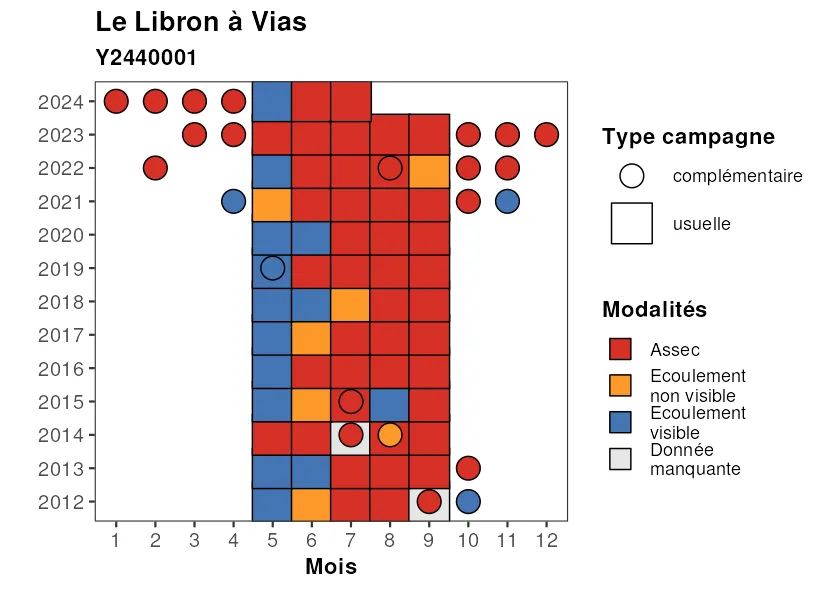 Le Libron à Vias
Y2440001
2024
2023
2022
2021
2020
2019
2018
2017
2016
2015
2014
2013
2012
1 2 3 4 5 6 7 8 9 10 11 12
Mois
Type campagne
complémentaire
usuelle
Modalités
Assec
Ecoulement
non visible
Ecoulement
visible
Donnée
manquante